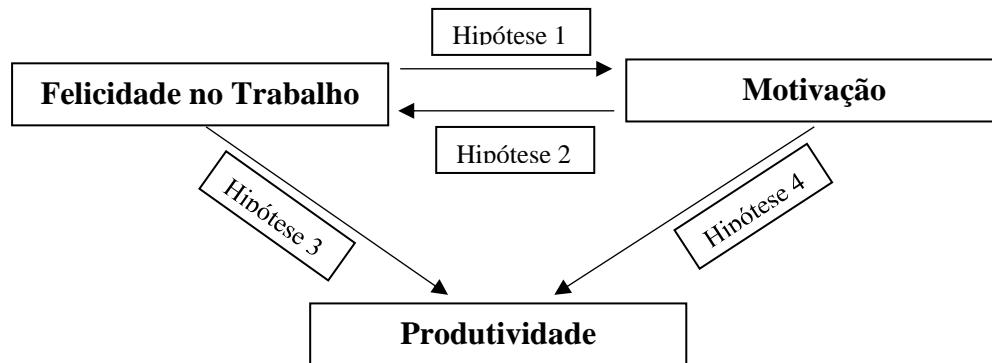 Hipótese 1
Felicidade no Trabalho
Motivação
Hipótese 2
Hipótese 3
Hipótese 4
Produtividade